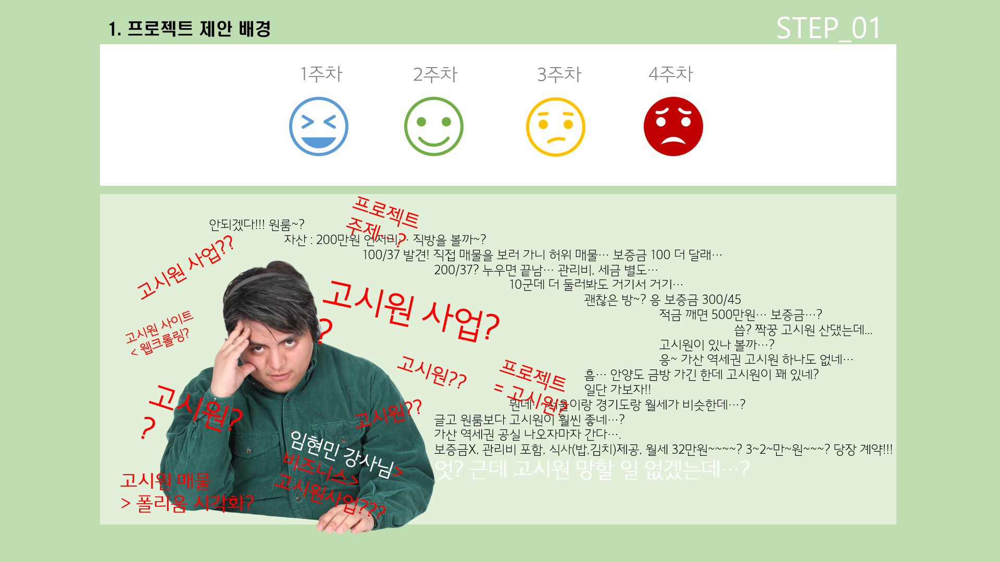 1. 프로젝트 제안 배경
STEP_01
1주차
2주차
3주차
4주차
프로젝트
주제…?
안되겠다!!! 원룸~?
자산 : 200만원 언저리… 직방을 볼까~?
100/37 발견! 직접 매물을 보러 가니 허위 매물… 보증금 100 더 달래…
200/37? 누우면 끝남… 관리비, 세금 별도…
10군데 더 둘러봐도 거기서 거기…
괜찮은 방~? 응 보증금 300/45
적금 깨면 500만원… 보증금…?
씁? 짝꿍 고시원 산댔는데...
고시원이 있나 볼까…?
응~ 가산 역세권 고시원 하나도 없네…
흠… 안양도 금방 가긴 한데 고시원이 꽤 있네?
일단 가보자!!
뭔데… 서울이랑 경기도랑 월세가 비슷한데…?
글고 원룸보다 고시원이 훨씬 좋네…?
가산 역세권 공실 나오자마자 간다….
보증금X, 관리비 포함, 식사(밥,김치)제공, 월세 32만원~~~~? 3~2~만~원~~~? 당장 계약!!!
엇? 근데 고시원 망할 일 없겠는데…?
고시원 사업??
고시원 사이트
< 웹크롤링?
고시원 사업?
?
고시원??
프로젝트
= 고시원?
고시원?
?
고시원??
임현민 강사님>
비즈니스>
고시원사업???
고시원 매물
> 폴리움 시각화?